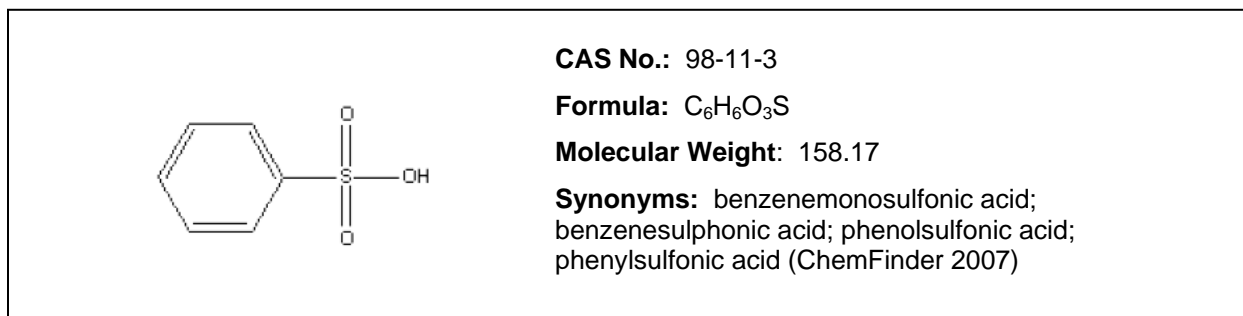 O
S
OH
O
CAS No.: 98-11-3
Formula: C₆H₆O₃S
Molecular Weight: 158.17
Synonyms: benzenemonosulfonic acid;
benzenesulphonic acid; phenolsulfonic acid;
phenylsulfonic acid (ChemFinder 2007)